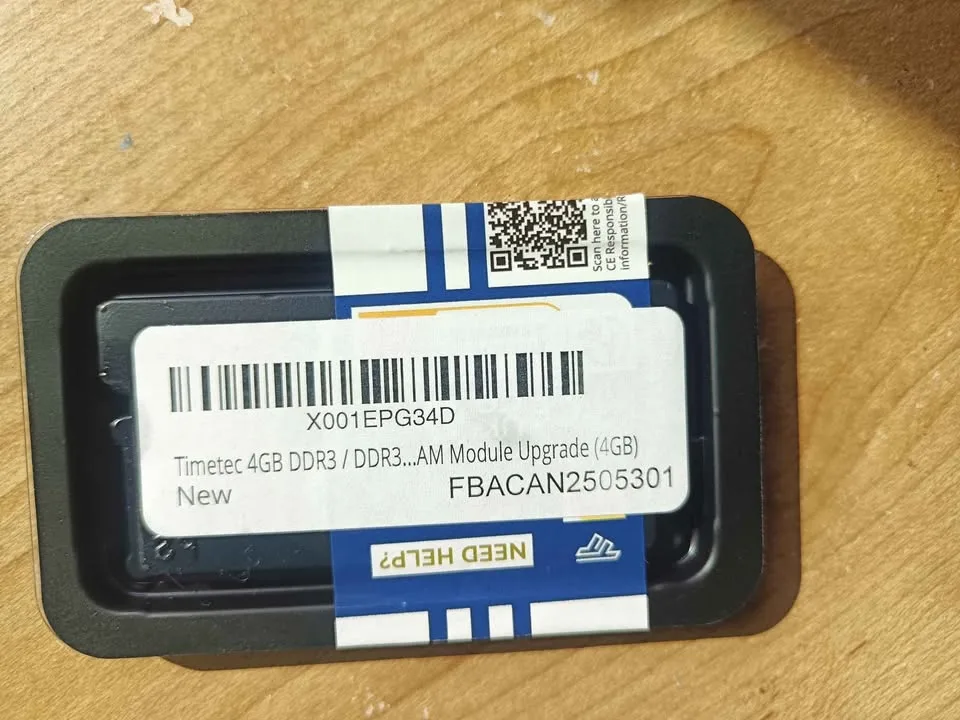 Scan here to
CE Responsib
information/R
X001EPG34D
Timetec 4GB DDR3 / DDR3...AM Module Upgrade (4GB)
New
FBACAN2505301
NEED HELP?